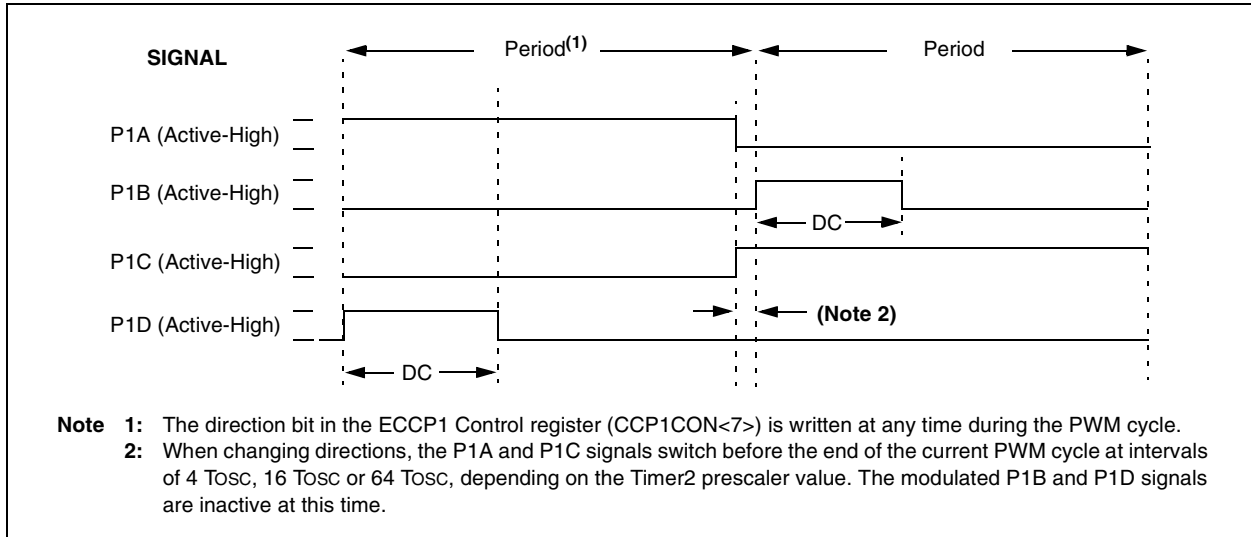 SIGNAL
Period(1)
Period
P1A (Active-High)
P1B (Active-High)
DC
P1C (Active-High)
P1D (Active-High)
(Note 2)
DC
Note 1: The direction bit in the ECCP1 Control register (CCP1CON<7>) is written at any time during the PWM cycle.
2: When changing directions, the P1A and P1C signals switch before the end of the current PWM cycle at intervals
of 4 TOSC, 16 TOSC or 64 TOSC, depending on the Timer2 prescaler value. The modulated P1B and P1D signals
are inactive at this time.